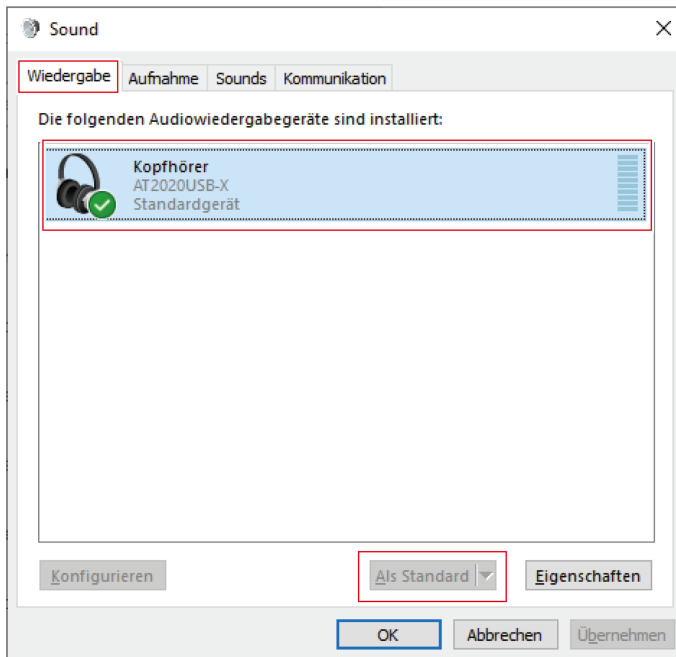 Sound
Wiedergabe Aufnahme Sounds Kommunikation
Die folgenden Audiowiedergabegeräte sind installiert:
Kopfhörer
AT2020USB-X
Standardgerät
Konfigurieren Als Standard Eigenschaften
OK Abbrechen Übernehmen